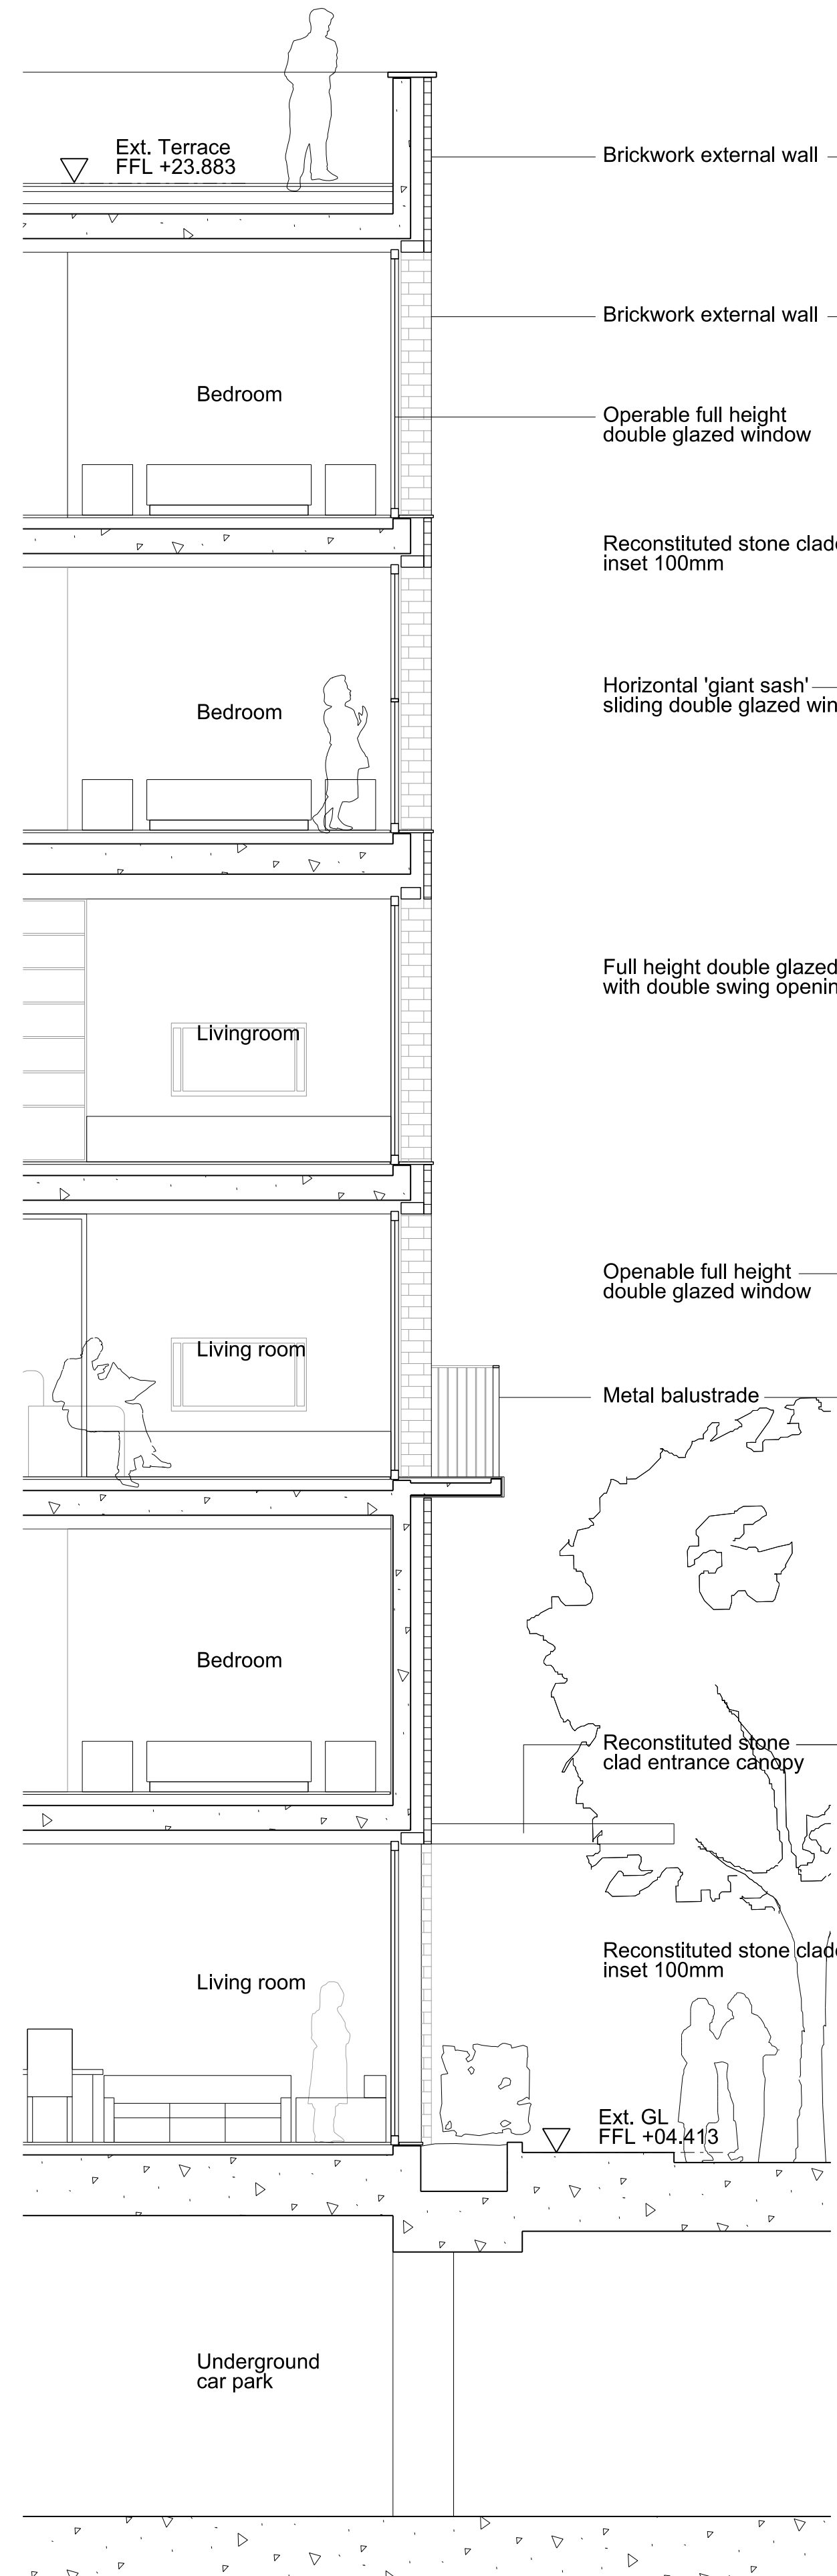 Ext. Terrace
FFL +23.883
Brickwork external wall
Brickwork external wall
Bedroom
Operable full height
double glazed window
Reconstituted stone clad
inset 100mm
Horizontal 'giant sash'
sliding double glazed win
Bedroom
Full height double glazed
with double swing openin
Livingroom
Openable full height
double glazed window
Living room
Metal balustrade
Bedroom
Reconstituted stone
clad entrance canopy
Reconstituted stone clad
inset 100mm
Living room
Ext. GL
FFL +04.413
Underground
car park